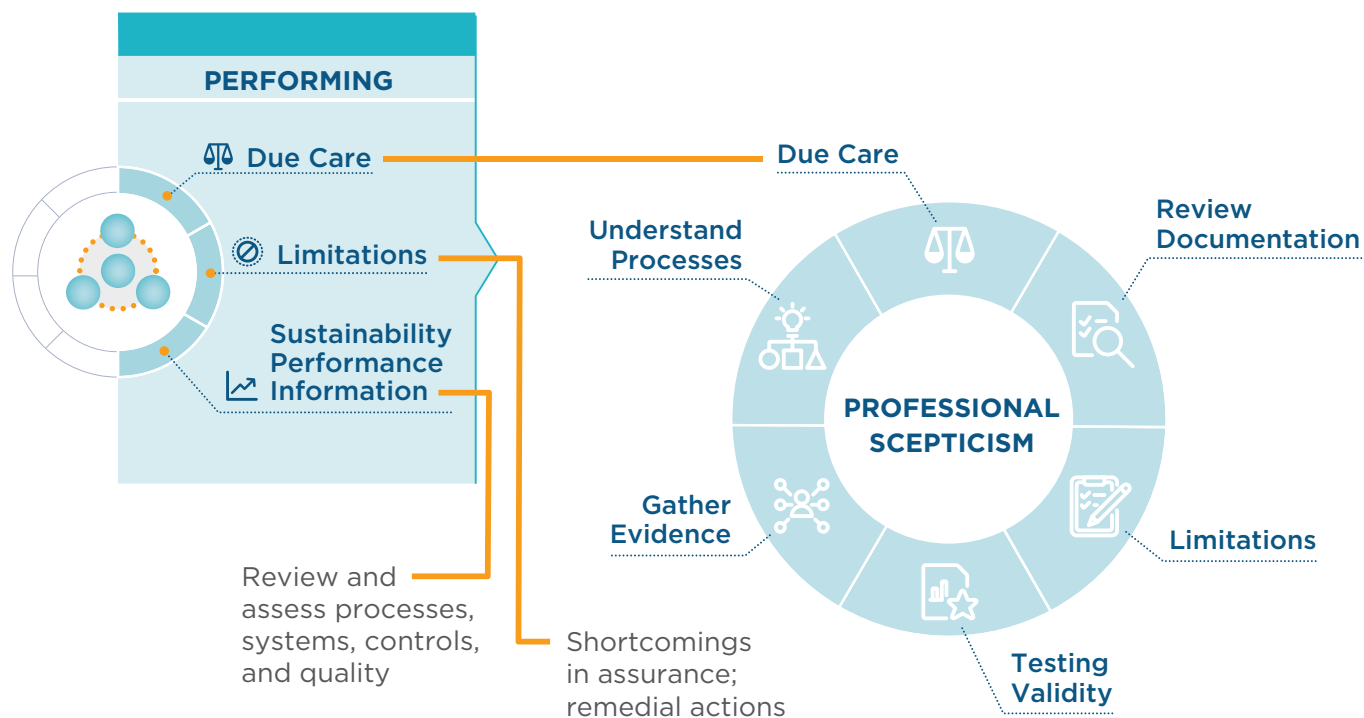 PERFORMING
Due Care
Limitations
Sustainability
Performance
Information
Review and
assess processes,
systems, controls,
and quality
Shortcomings
in assurance;
remedial actions
Due Care
Review
Documentation
Understand
Processes
PROFESSIONAL
SCEPTICISM
Gather
Evidence
Limitations
Testing
Validity